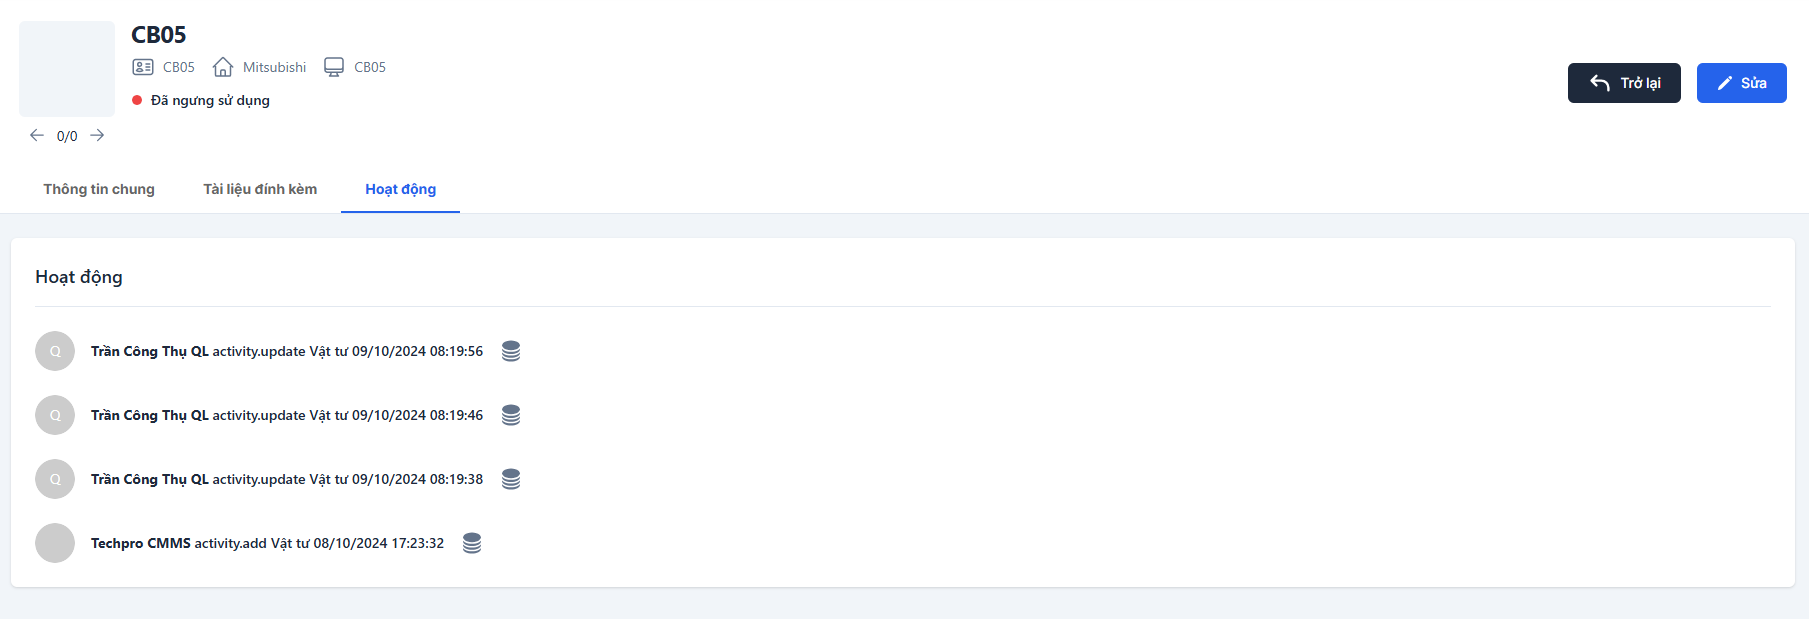 CB05
CB05 Mitsubishi CB05
Đã ngưng sử dụng
Trở lại Sửa
0/0
Thông tin chung Tài liệu đính kèm Hoạt động
Hoạt động
Q Trần Công Thụ QL activity.update Vật tư 09/10/2024 08:19:56
Q Trần Công Thụ QL activity.update Vật tư 09/10/2024 08:19:46
Q Trần Công Thụ QL activity.update Vật tư 09/10/2024 08:19:38
Techpro CMMS activity.add Vật tư 08/10/2024 17:23:32